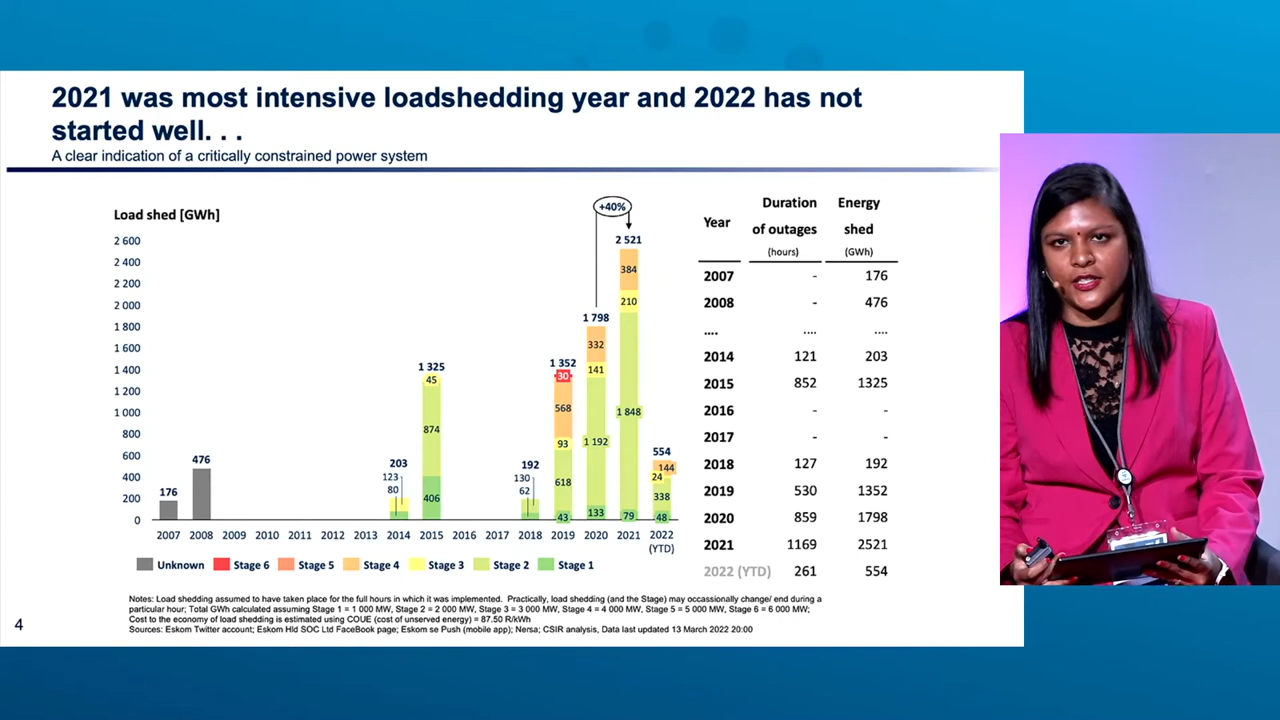 2021 was most intensive loadshedding year and 2022 has not
started well. . .
A clear indication of a critically constrained power system
Load shed [GWh]
2 600
2 400
2 200
2 000
1 800
1 600
1 400
1 200
1 000
800
600
400
200
0
176
476
203
123
80
1 325
45
874
406
192
130
62
1 352
30
568
93
618
43
+40%
1 798
332
141
1 192
133
2 521
384
210
1 848
79
554
144
24
338
48
2007 2008 2009 2010 2011 2012 2013 2014 2015 2016 2017 2018 2019 2020 2021 2022
(YTD)
Unknown Stage 6 Stage 5 Stage 4 Stage 3 Stage 2 Stage 1
Year Duration of outages (hours) Energy shed (GWh)
2007 - 176
2008 - 476
.... .... ....
2014 121 203
2015 852 1325
2016 - -
2017 - -
2018 127 192
2019 530 1352
2020 859 1798
2021 1169 2521
2022 (YTD) 261 554
Notes: Load shedding assumed to have taken place for the full hours in which it was implemented. Practically, load shedding (and the Stage) may occassionally change/ end during a
particular hour; Total GWh calculated assuming Stage 1 = 1 000 MW, Stage 2 = 2 000 MW, Stage 3 = 3 000 MW, Stage 4 = 4 000 MW, Stage 5 = 5 000 MW, Stage 6 = 6 000 MW;
Cost to the economy of load shedding is estimated using COUE (cost of unserved energy) = 87.50 R/kWh
Sources: Eskom Twitter account; Eskom Hld SOC Ltd FaceBook page; Eskom se Push (mobile app); Nersa; CSIR analysis, Data last updated 13 March 2022 20:00
4